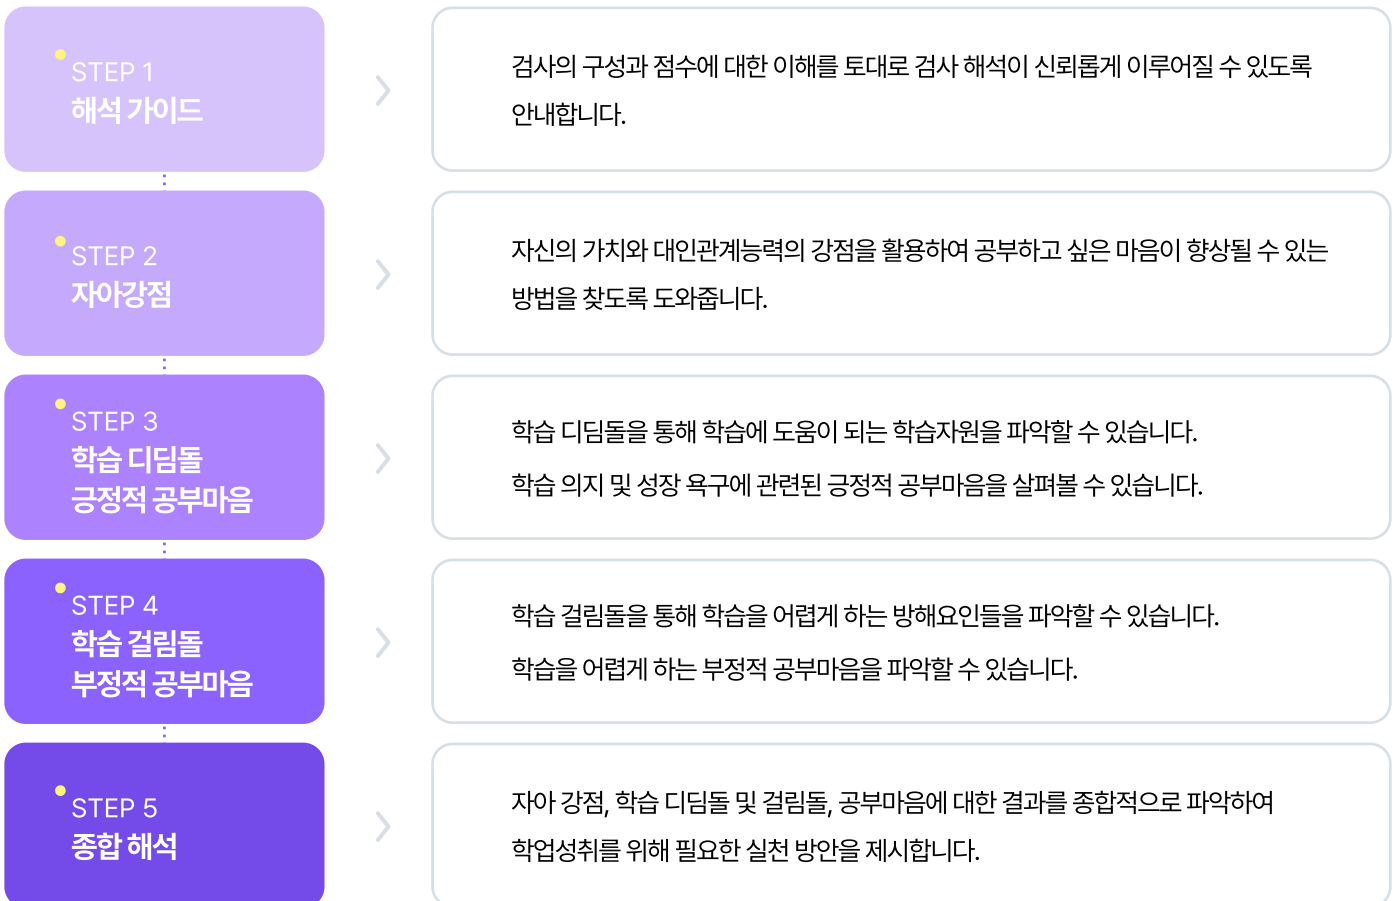 STEP 1
해석 가이드
검사의 구성과 점수에 대한 이해를 토대로 검사 해석이 신뢰롭게 이루어질 수 있도록
안내합니다.
STEP 2
자아강점
자신의 가치와 대인관계능력의 강점을 활용하여 공부하고 싶은 마음이 향상될 수 있는
방법을 찾도록 도와줍니다.
STEP 3
학습 디딤돌
긍정적 공부마음
학습 디딤돌을 통해 학습에 도움이 되는 학습자원을 파악할 수 있습니다.
학습 의지 및 성장 욕구에 관련된 긍정적 공부마음을 살펴볼 수 있습니다.
STEP 4
학습 걸림돌
부정적 공부마음
학습 걸림돌을 통해 학습을 어렵게 하는 방해요인들을 파악할 수 있습니다.
학습을 어렵게 하는 부정적 공부마음을 파악할 수 있습니다.
STEP 5
종합 해석
자아 강점, 학습 디딤돌 및 걸림돌, 공부마음에 대한 결과를 종합적으로 파악하여
학업성취를 위해 필요한 실천 방안을 제시합니다.